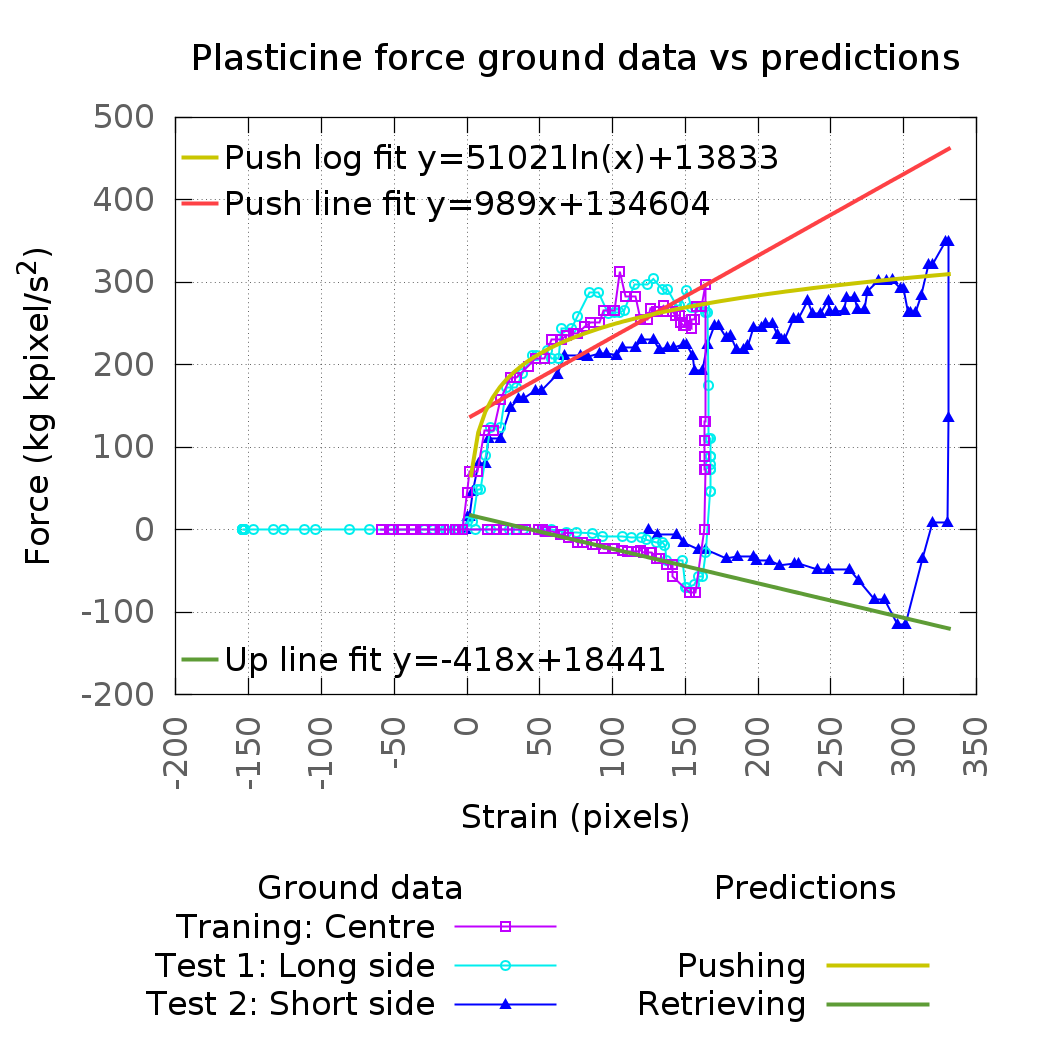 Plasticine force ground data vs predictions
500
400
300
200
100
0
-100
-200
Force (kg kpixel/s²)
Push log fit y=51021ln(x)+13833
Push line fit y=989x+134604
Up line fit y=-418x+18441
-200 -150 -100 -50 0 50 100 150 200 250 300 350
Strain (pixels)
Ground data
Traning: Centre
Test 1: Long side
Test 2: Short side
Predictions
Pushing
Retrieving